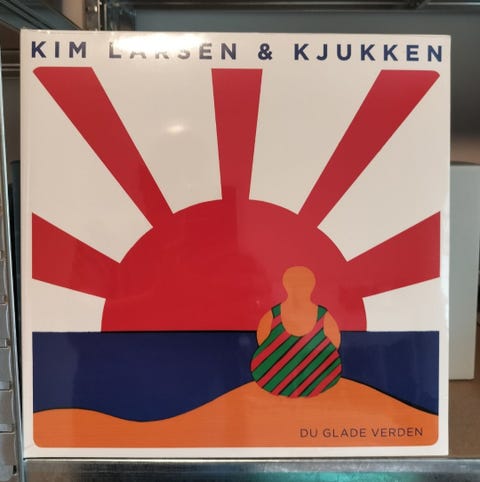 KIM LARSEN & KJUKKEN
DU GLADE VERDEN